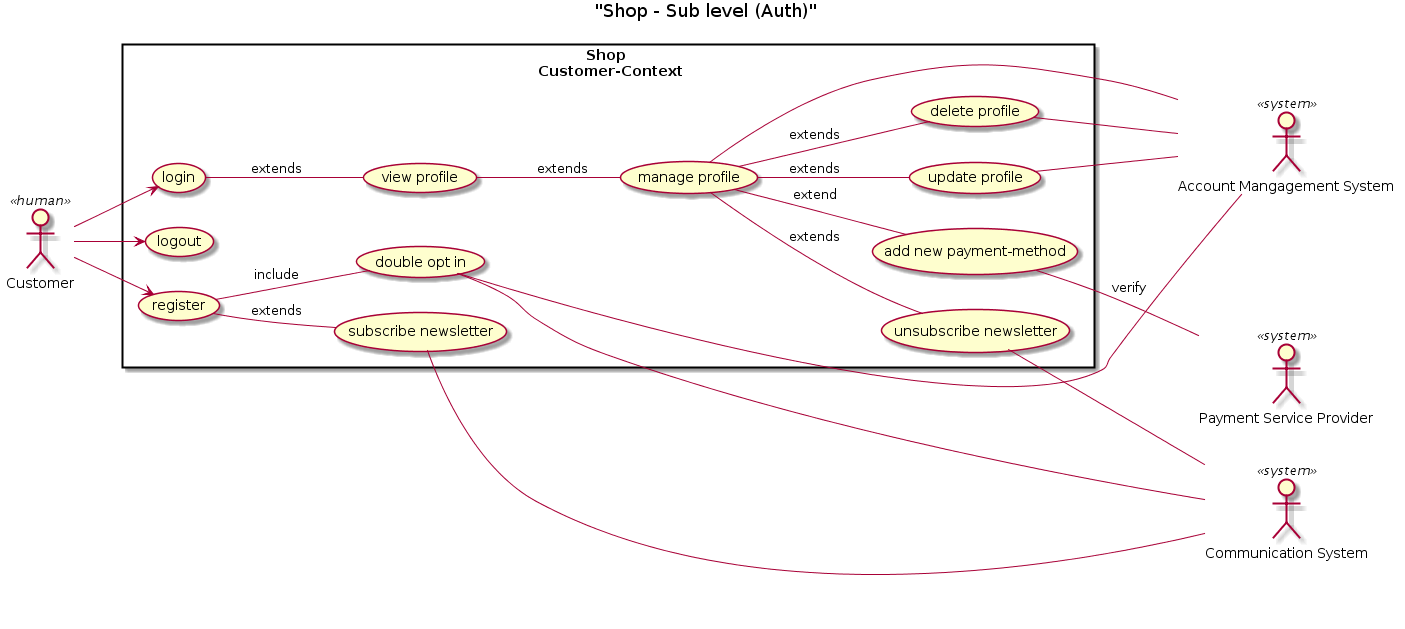 "Shop - Sub level (Auth)"
Shop
Customer-Context
«human»
Customer
login
logout
register
extends
include
extends
view profile
double opt in
subscribe newsletter
extends
manage profile
extends
extends
extend
extends
delete profile
update profile
add new payment-method
unsubscribe newsletter
verify
«system»
Account Mangagement System
«system»
Payment Service Provider
«system»
Communication System